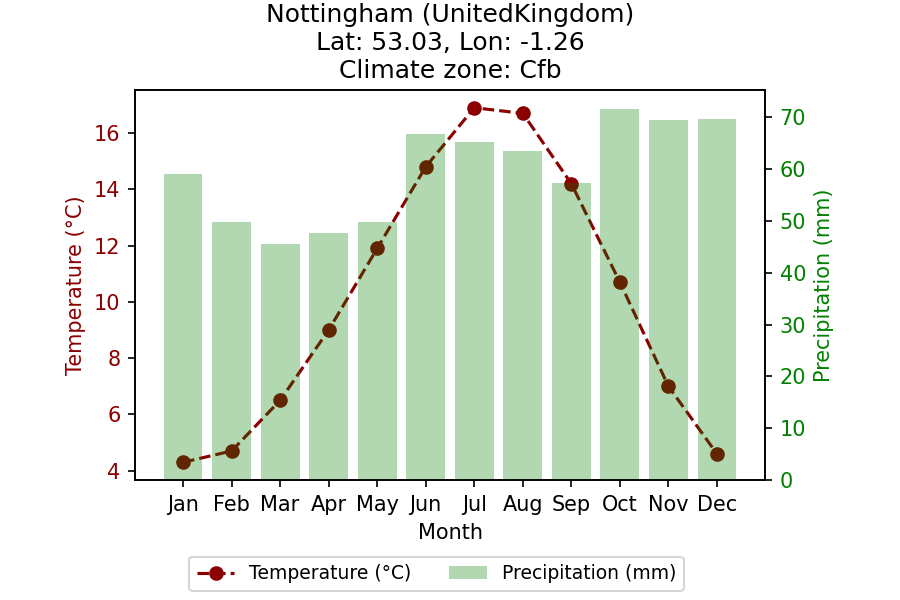 Nottingham (UnitedKingdom)
Lat: 53.03, Lon: -1.26
Climate zone: Cfb
Temperature (°C)
16
14
12
10
8
6
4
Precipitation (mm)
70
60
50
40
30
20
10
0
Jan Feb Mar Apr May Jun Jul Aug Sep Oct Nov Dec
Month
Temperature (°C) Precipitation (mm)